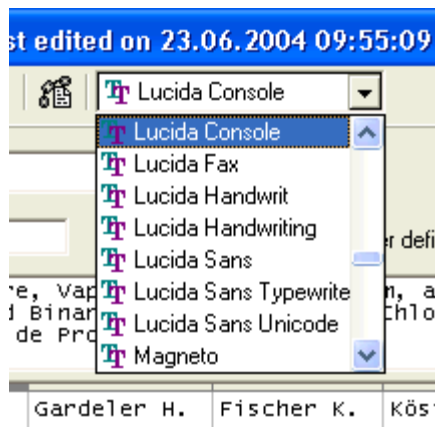 st edited on 23.06.2004 09:55:09
Lucida Console
Lucida Console
Lucida Fax
Lucida Handwrit
Lucida Handwriting
er defi
Lucida Sans
re, Vap
Lucida Sans Typewrite
n, a
d Binar
Lucida Sans Unicode
Chlo
de Pro
Magneto
Gardeler H. Fischer K. Kös